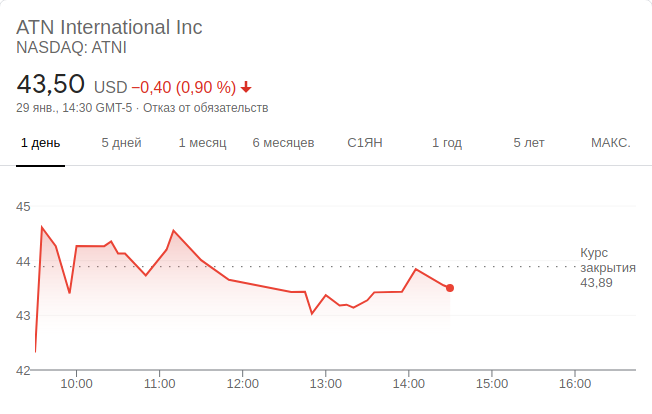 ATN International Inc
NASDAQ: ATNI
43,50 USD −0,40 (0,90 %)
29 янв., 14:30 GMT-5 · Отказ от обязательств
1 день 5 дней 1 месяц 6 месяцев С1ЯН 1 год 5 лет МАКС.
45
44
43
42
Курс
закрытия
43,89
10:00 11:00 12:00 13:00 14:00 15:00 16:00